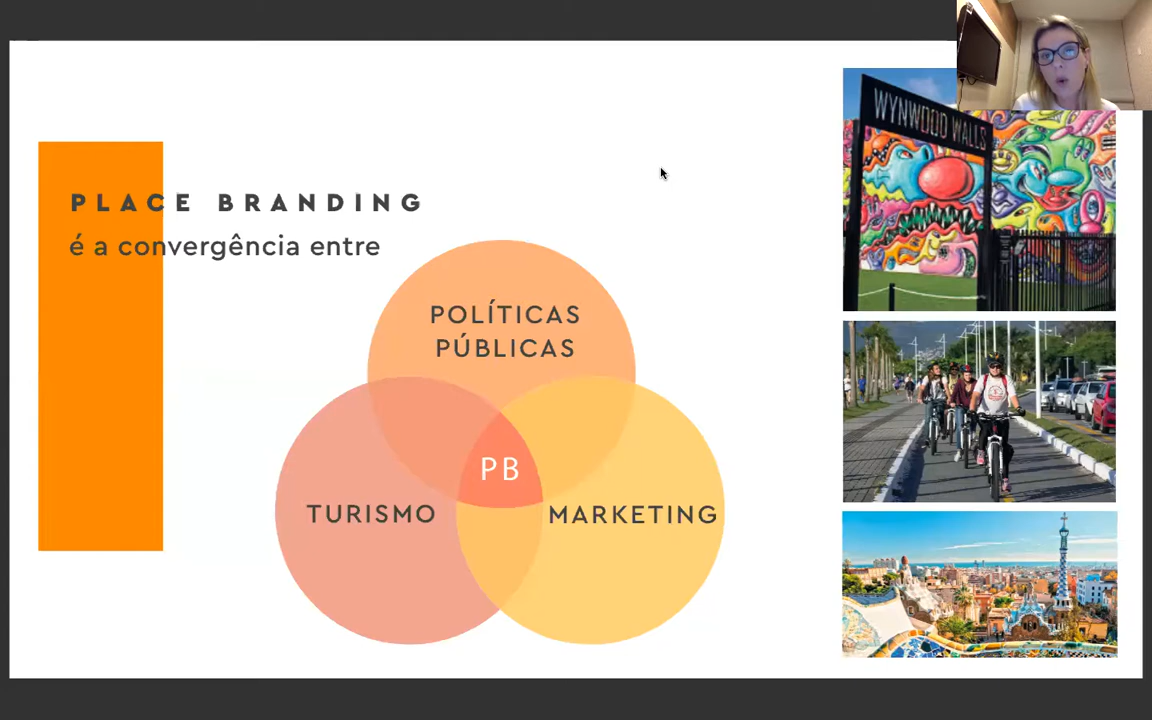 PLACE BRANDING
é a convergência entre
POLÍTICAS
PÚBLICAS
PB
TURISMO
MARKETING
WYNWOOD WALLS